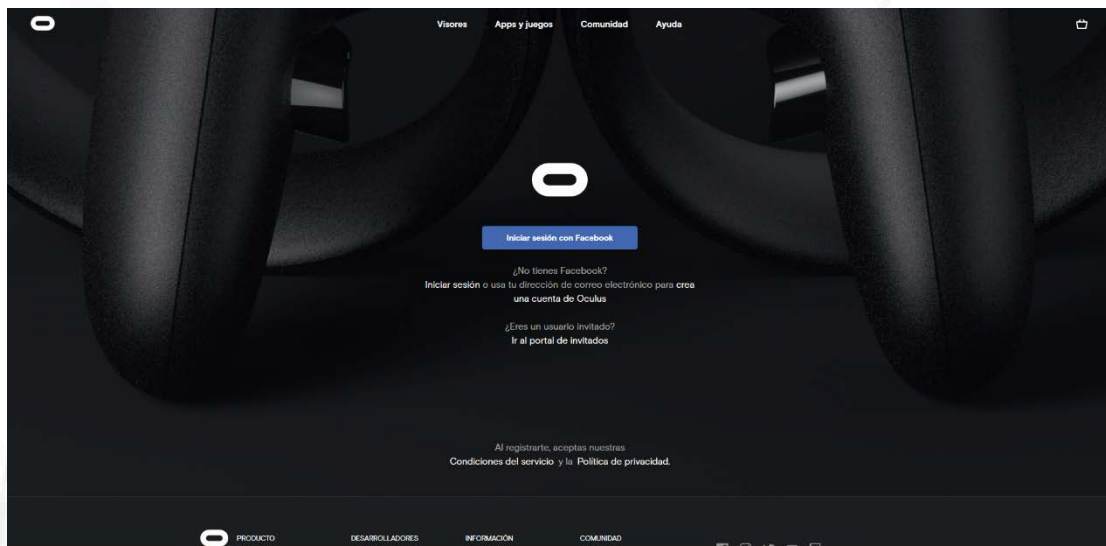 Visores Apps y juegos Comunidad Ayuda
Iniciar sesión con Facebook
¿No tienes Facebook?
Iniciar sesión o usa tu dirección de correo electrónico para crea
una cuenta de Oculus
¿Eres un usuario invitado?
Ir al portal de invitados
Al registrarte, aceptas nuestras
Condiciones del servicio y la Política de privacidad.
PRODUCTO DESARROLLADORES INFORMACIÓN COMUNIDAD